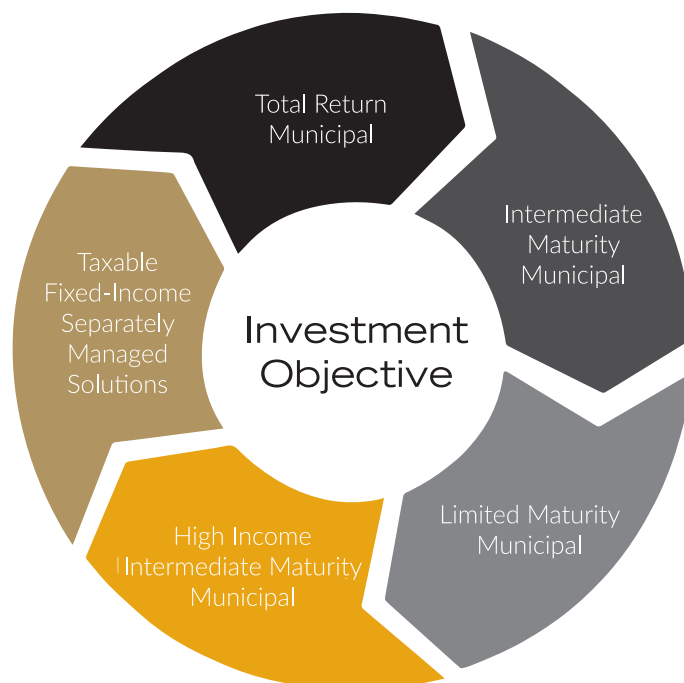 Total Return
Municipal
Intermediate
Maturity
Municipal
Taxable
Fixed-Income
Separately
Managed
Solutions
Investment
Objective
Limited Maturity
Municipal
High Income
Intermediate Maturity
Municipal